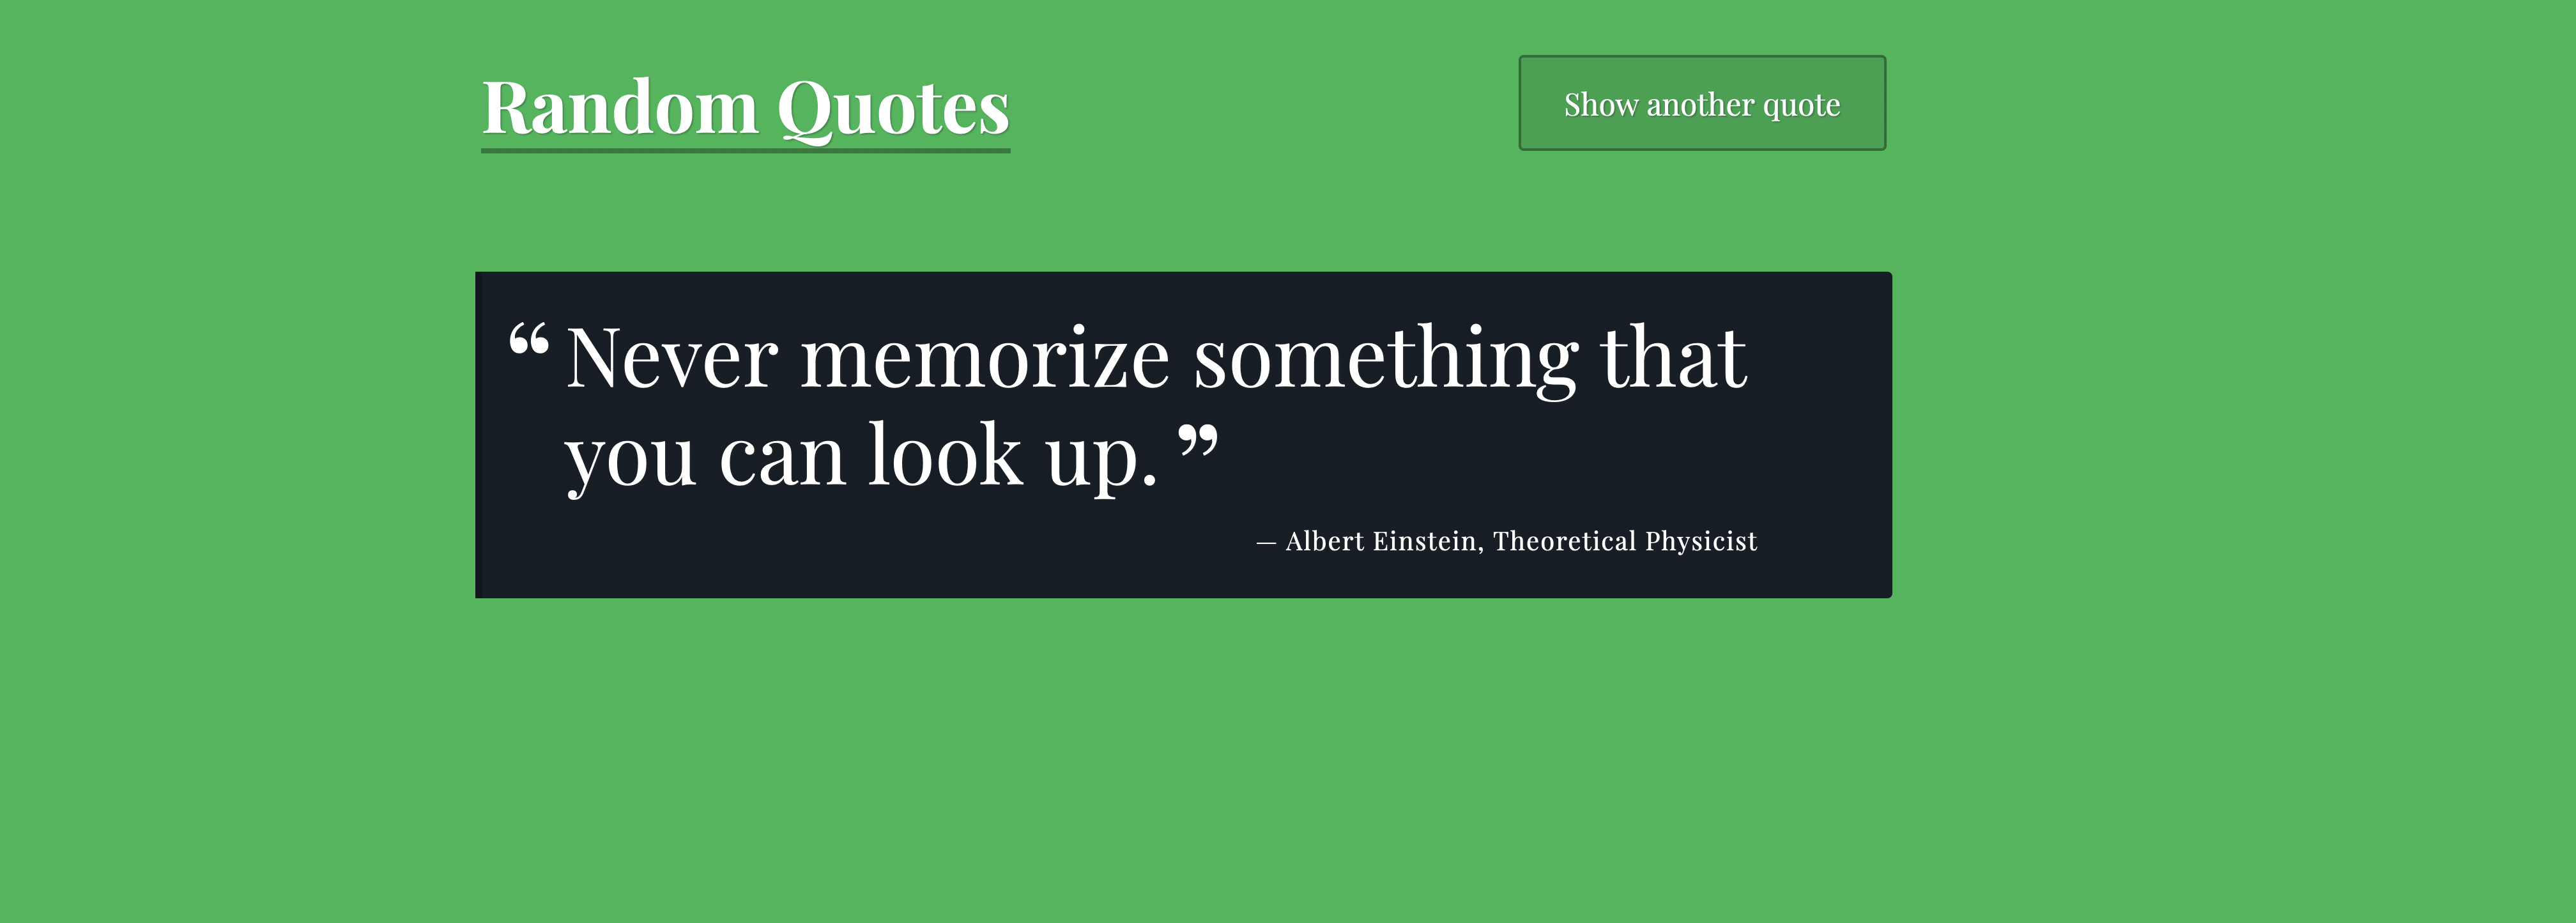 Random Quotes
Show another quote
“ Never memorize something that
you can look up. ”
— Albert Einstein, Theoretical Physicist